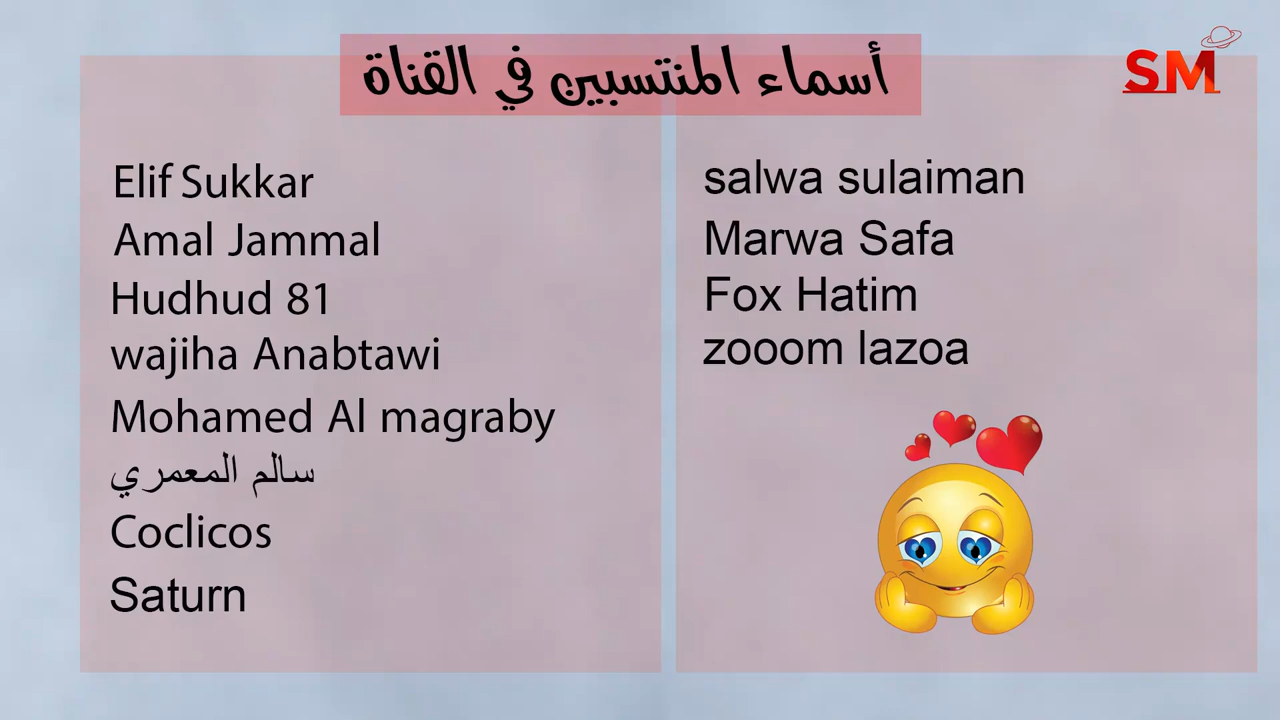 أسماء المنتسبين في القناة
SM
Elif Sukkar
Amal Jammal
Hudhud 81
wajiha Anabtawi
Mohamed Al magraby
سالم المعمري
Coclicos
Saturn
salwa sulaiman
Marwa Safa
Fox Hatim
zooom lazoa